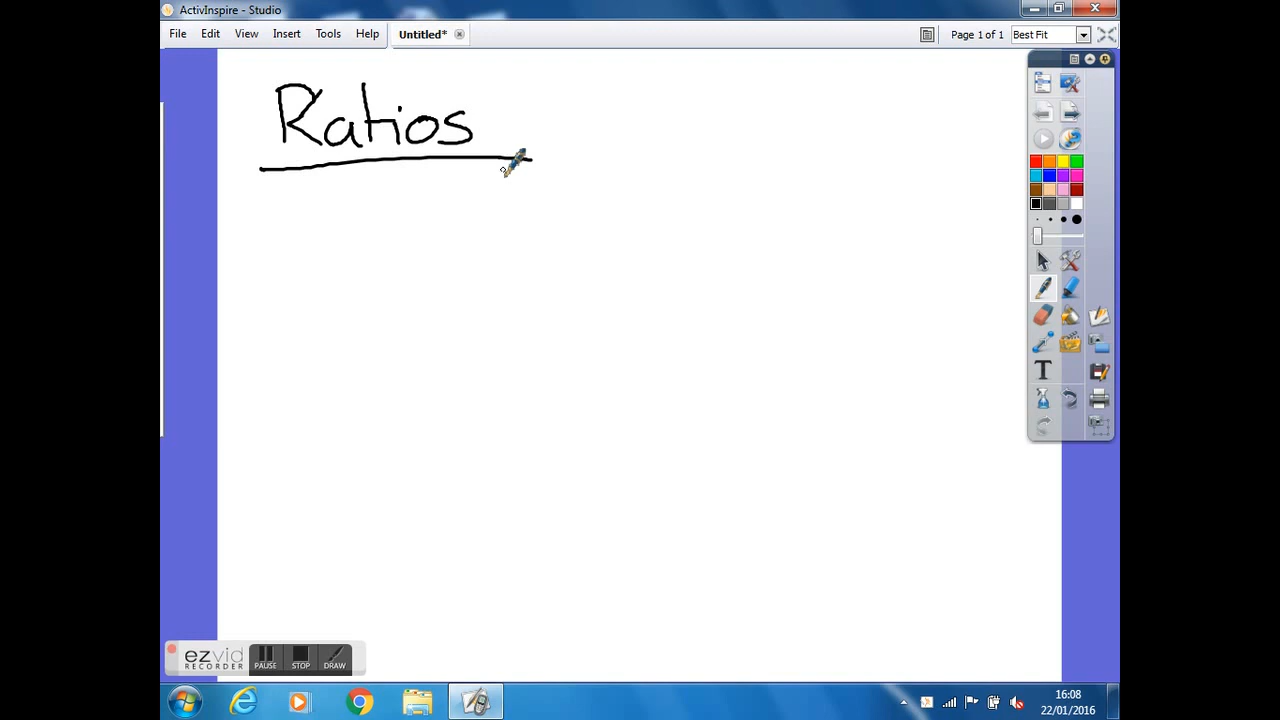 ActivInspire - Studio
File Edit View Insert Tools Help Untitled* Page 1 of 1 Best Fit
Ratios
T
ezvid
RECORDER
PAUSE STOP DRAW
16:08
22/01/2016